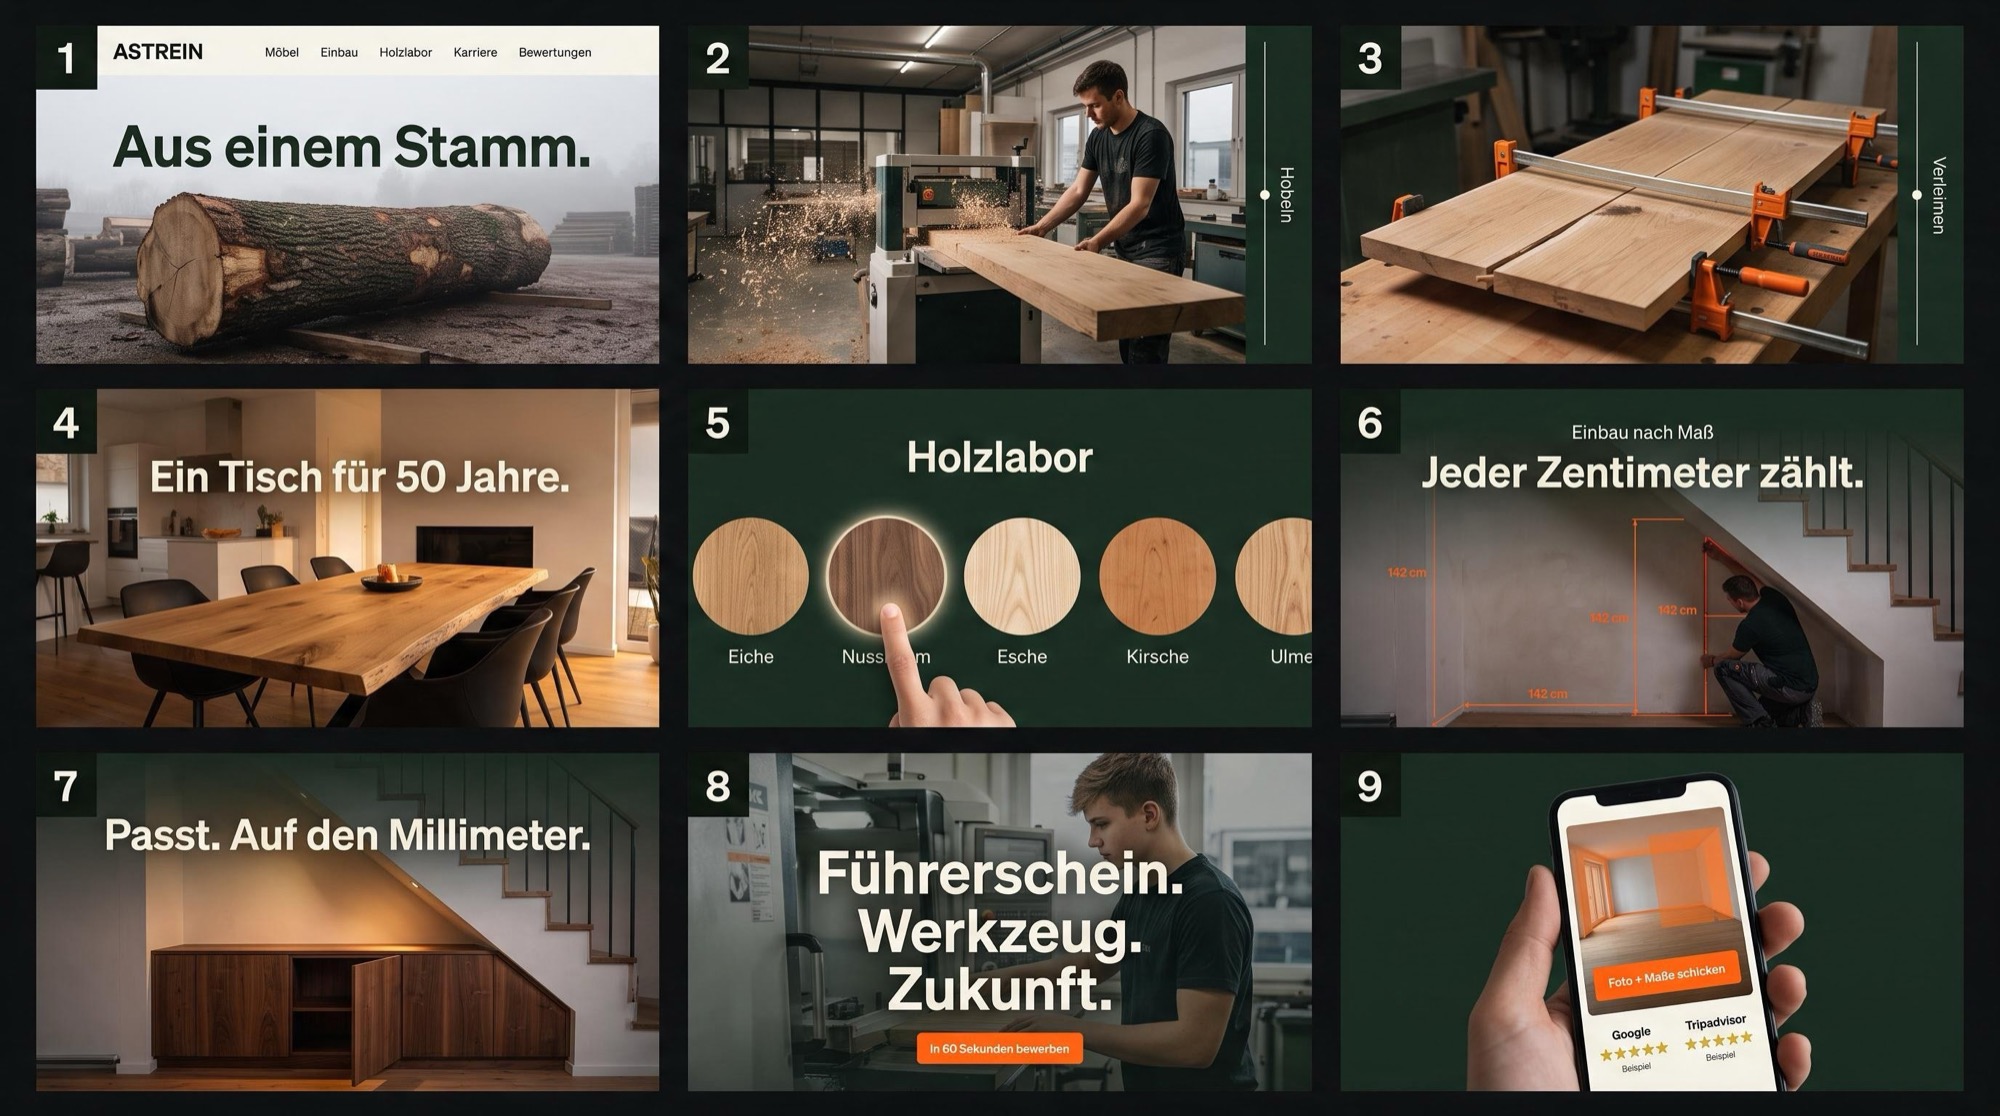 1
ASTREIN
Möbel Einbau Holzlabor Karriere Bewertungen
Aus einem Stamm.
2
Hobeln
3
Verleimen
4
Ein Tisch für 50 Jahre.
5
Holzlabor
Eiche
Esche
Kirsche
Ulme
6
Einbau nach Maß
Jeder Zentimeter zählt.
142 cm
142 cm
142 cm
142 cm
7
Passt. Auf den Millimeter.
8
Führerschein.
Werkzeug.
Zukunft.
In 60 Sekunden bewerben
9
Foto + Maße schicken
Google Tripadvisor
Beispiel Beispiel